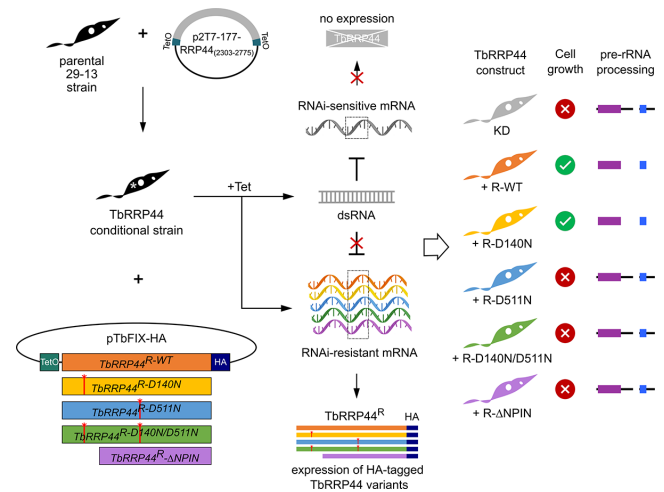 parental
29-13
strain
+
TetO
p2T7-177-
RRP44(2303-2775)
TetO
no expression
TbRRP44
RNAi-sensitive mRNA
*
TbRRP44
conditional strain
+Tet
dsRNA
+
pTbFIX-HA
TetO
TbRRP44R-WT
HA
TbRRP44R-D140N
TbRRP44R-D511N
TbRRP44R-D140N/D511N
TbRRP44R-ΔNPIN
RNAi-resistant mRNA
TbRRP44R
HA
expression of HA-tagged
TbRRP44 variants
TbRRP44
construct
Cell
growth
pre-rRNA
processing
KD
+ R-WT
+ R-D140N
+ R-D511N
+ R-D140N/D511N
+ R-ΔNPIN